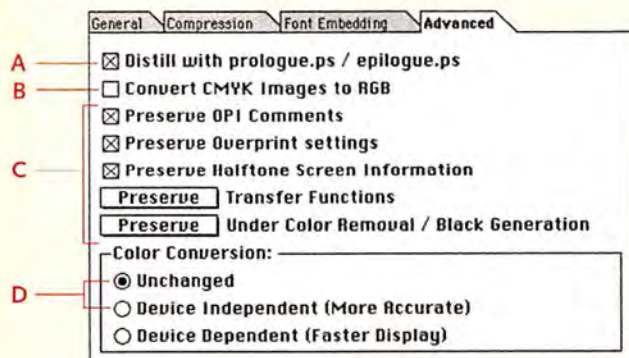 General Compression Font Embedding Advanced
A Distill with prologue.ps / epilogue.ps
B Convert CMYK Images to RGB
C
Preserve OPI Comments
Preserve Overprint settings
Preserve Halftone Screen Information
Preserve Transfer Functions
Preserve Under Color Removal / Black Generation
Color Conversion:
D
Unchanged
Device Independent (More Accurate)
Device Dependent (Faster Display)